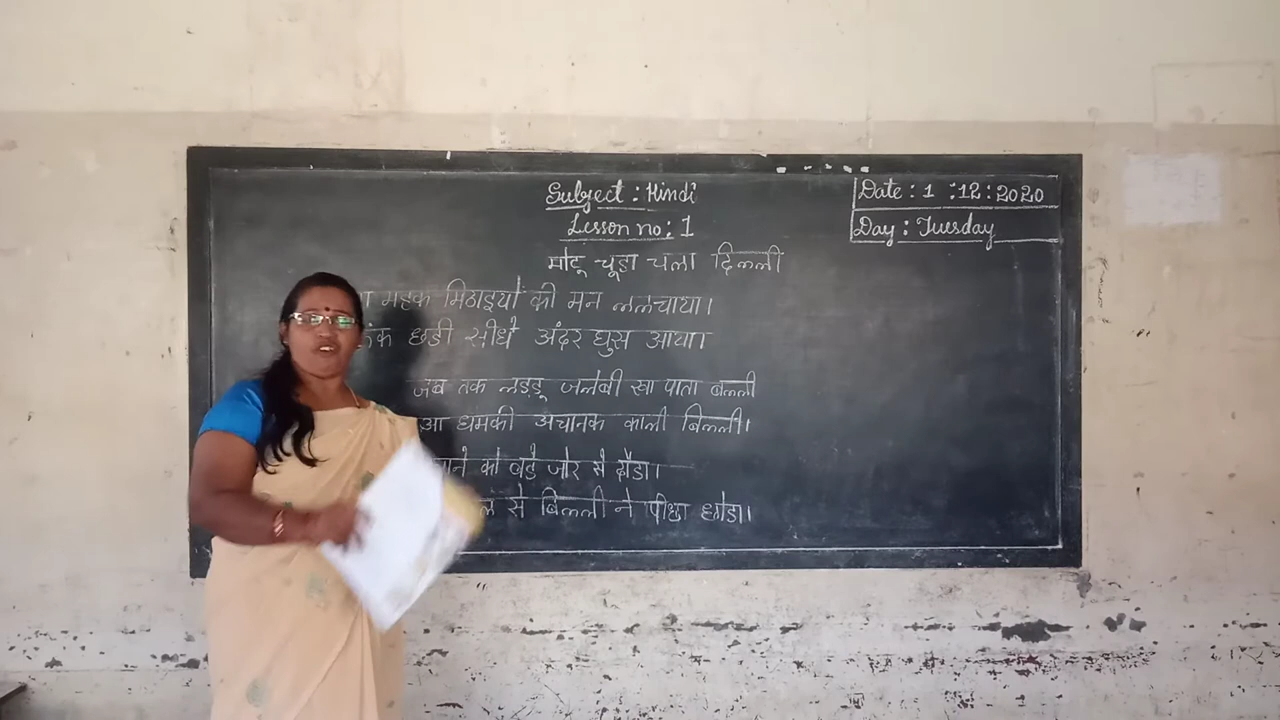 Subject : Hindi
Lesson no: 1
Date : 1 :12:2020
Day : Tuesday
मोटू चूहा चला दिल्ली
महक मिठाइयों की मन ललचाया।
छडी सीधे अंदर घुस आया।
जब तक लड्डू जलेबी खा पाता बल्ली
आ धमकी अचानक काली बिल्ली।
को बड़े जोर से दौडा।
से बिल्ली ने पीछा छोडा।